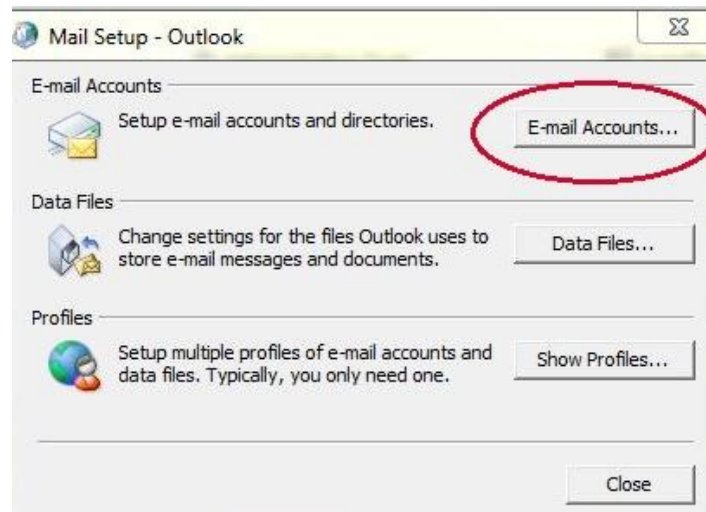 Mail Setup - Outlook
E-mail Accounts
Setup e-mail accounts and directories.
E-mail Accounts...
Data Files
Change settings for the files Outlook uses to
store e-mail messages and documents.
Data Files...
Profiles
Setup multiple profiles of e-mail accounts and
data files. Typically, you only need one.
Show Profiles...
Close